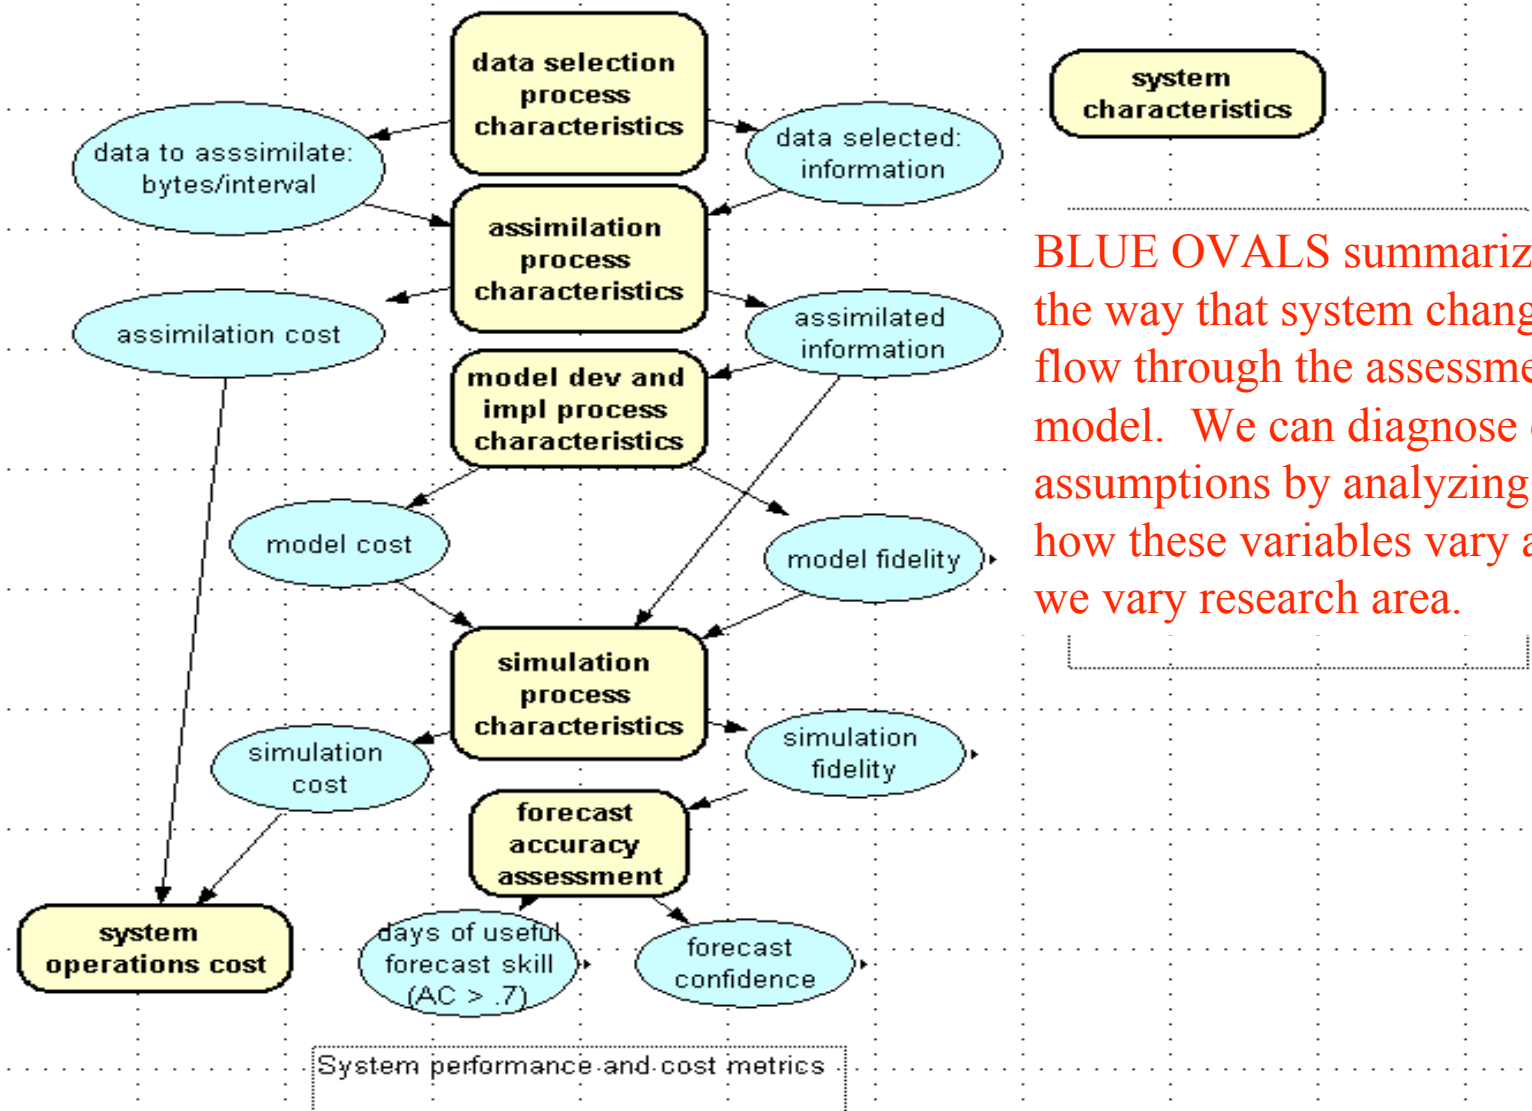 data selection
process
characteristics
system
characteristics
data to asssimilate:
bytes/interval
data selected:
information
assimilation
process
characteristics
BLUE OVALS summariz
the way that system chang
flow through the assessme
model. We can diagnose
assumptions by analyzing
how these variables vary a
we vary research area.
assimilation cost
assimilated
information
model dev and
impl process
characteristics
model cost
model fidelity
simulation
process
characteristics
simulation
cost
simulation
fidelity
forecast
accuracy
assessment
system
operations cost
days of useful
forecast skill
(AC > .7)
forecast
confidence
System performance and cost metrics